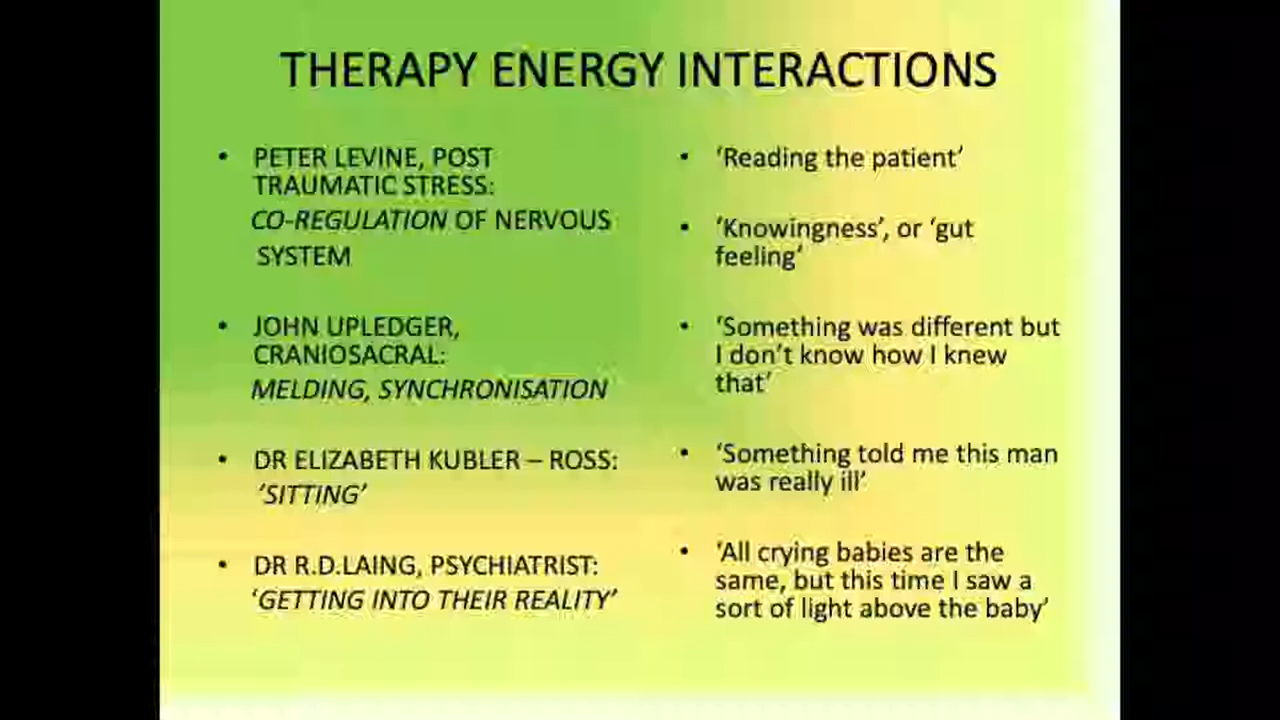 THERAPY ENERGY INTERACTIONS
• PETER LEVINE, POST
TRAUMATIC STRESS:
CO-REGULATION OF NERVOUS
SYSTEM
• JOHN UPLEDGER,
CRANIOSACRAL:
MELDING, SYNCHRONISATION
• DR ELIZABETH KUBLER – ROSS:
‘SITTING’
• DR R.D.LAING, PSYCHIATRIST:
‘GETTING INTO THEIR REALITY’
• ‘Reading the patient’
• ‘Knowingness’, or ‘gut
feeling’
• ‘Something was different but
I don’t know how I knew
that’
• ‘Something told me this man
was really ill’
• ‘All crying babies are the
same, but this time I saw a
sort of light above the baby’